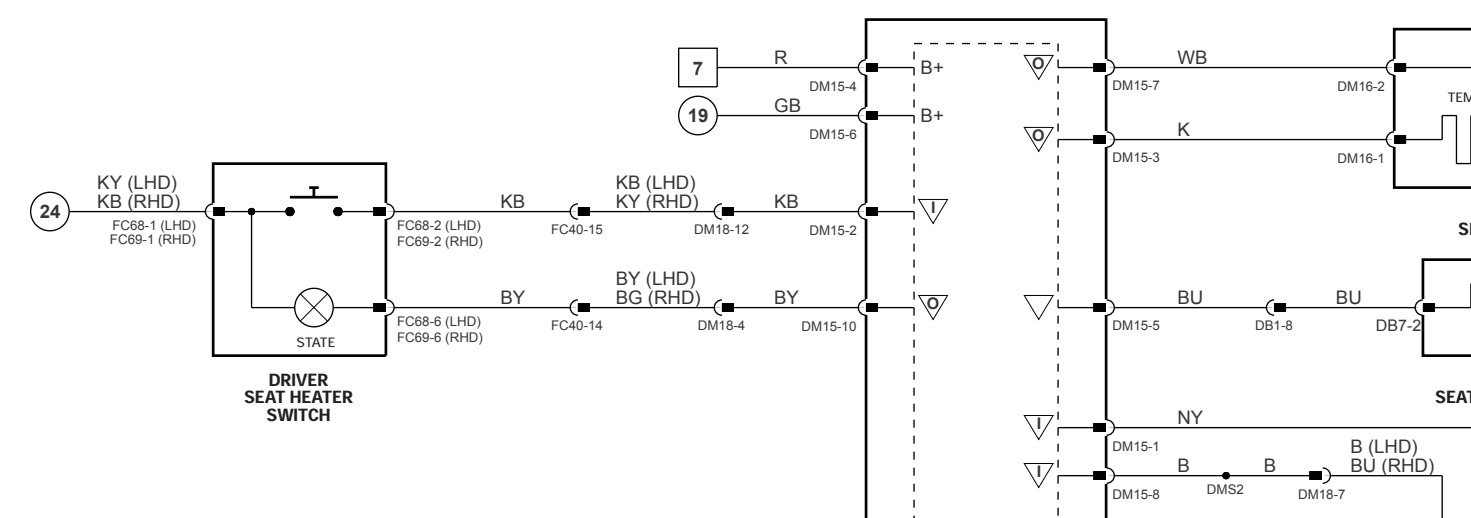 7
R
DM15-4
B+
19
GB
DM15-6
B+
O
DM15-7
WB
DM16-2
TEM
O
DM15-3
K
DM16-1
24
KY (LHD)
KB (RHD)
FC68-1 (LHD)
FC69-1 (RHD)
KB
FC68-2 (LHD)
FC69-2 (RHD)
FC40-15
KB (LHD)
KY (RHD)
DM18-12
KB
DM15-2
I
STATE
BY
FC68-6 (LHD)
FC69-6 (RHD)
FC40-14
BY (LHD)
BG (RHD)
DM18-4
BY
DM15-10
O
DM15-5
BU
DB1-8
BU
DB7-2
DRIVER
SEAT HEATER
SWITCH
SEAT
I
DM15-1
NY
I
DM15-8
B
DMS2
B
DM18-7
B (LHD)
BU (RHD)